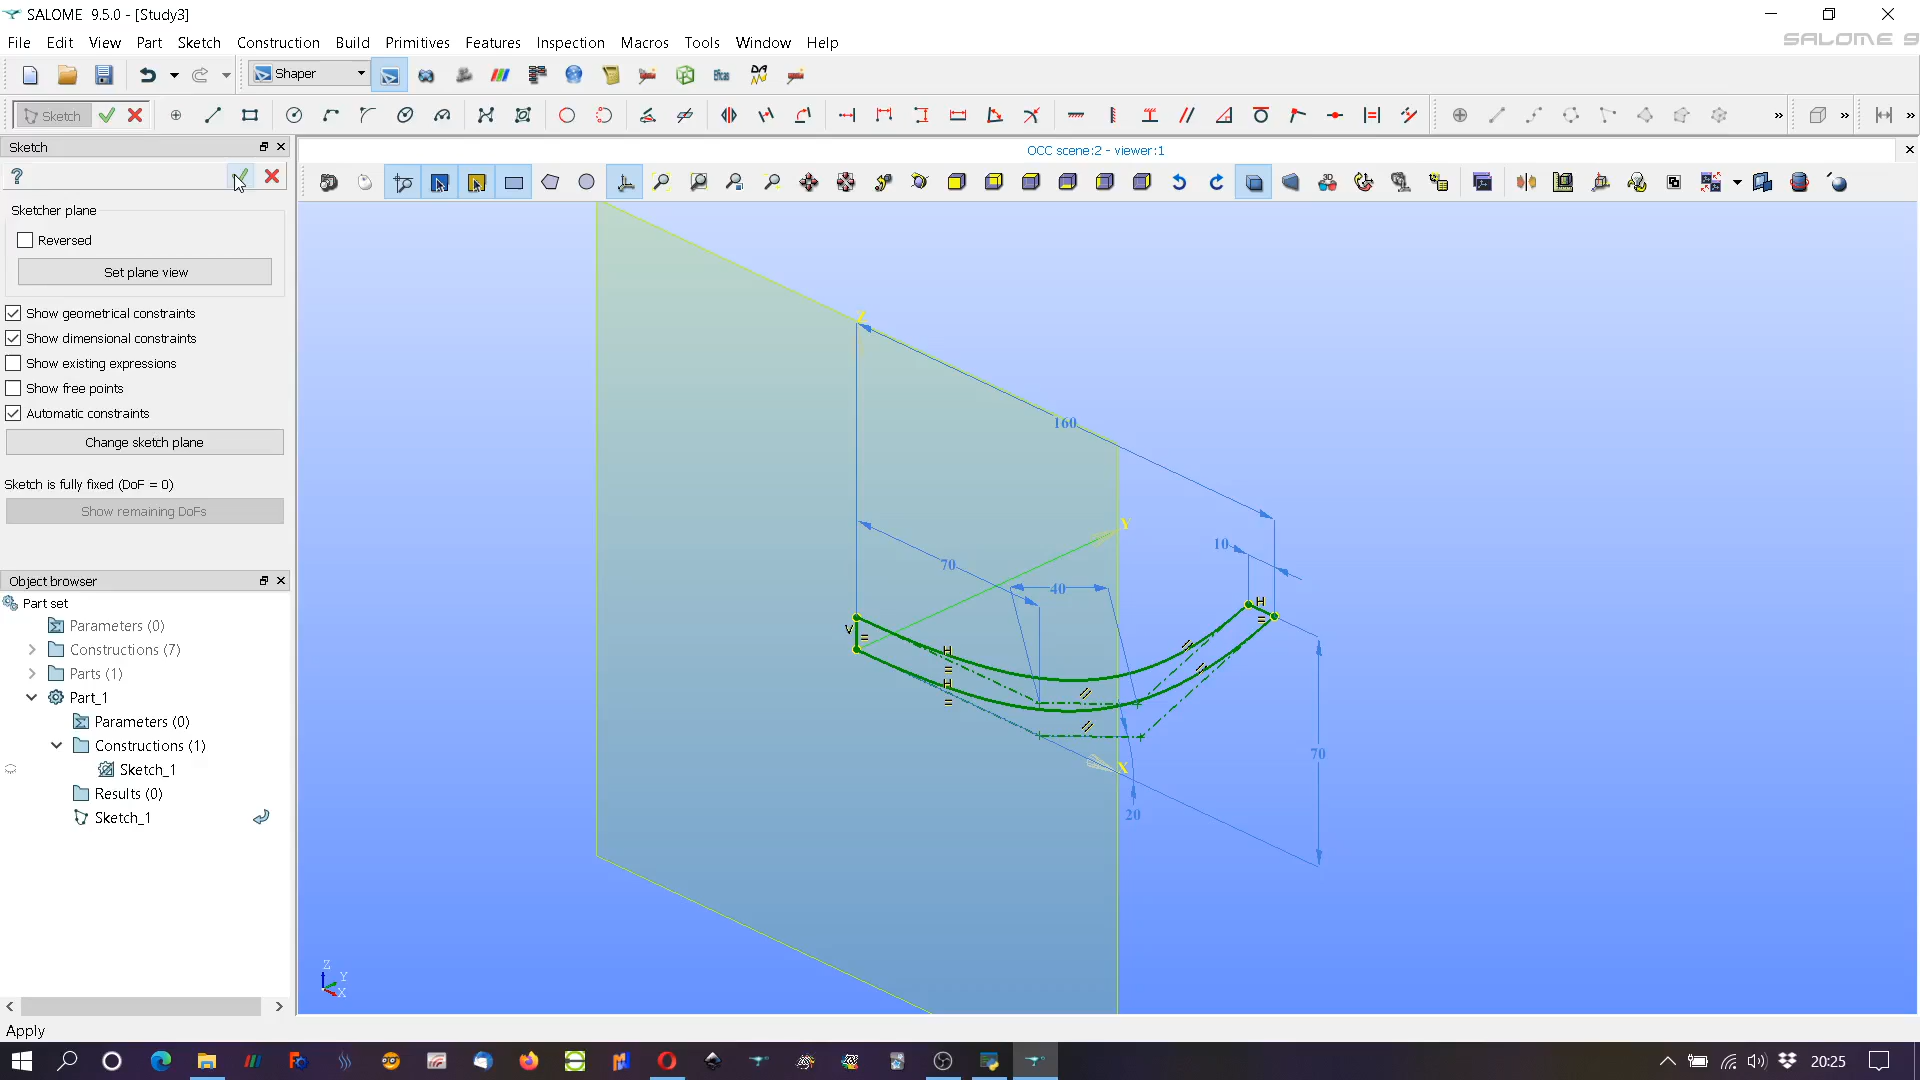 SALOME 9.5.0 - [Study3]
File Edit View Part Sketch Construction Build Primitives Features Inspection Macros Tools Window Help
SALOME 9
Shaper
Eficas
Sketch
Sketch
OCC scene:2 - viewer:1
?
Sketcher plane
Reversed
Set plane view
Show geometrical constraints
Show dimensional constraints
Show existing expressions
Show free points
Automatic constraints
Change sketch plane
Sketch is fully fixed (DoF = 0)
Show remaining DoFs
Object browser
Part set
Parameters (0)
Constructions (7)
Parts (1)
Part_1
Parameters (0)
Constructions (1)
Sketch_1
Results (0)
Sketch_1
Z
160
Y
70
40
10
H
V
H
H
70
X
20
Z
Y
X
Apply
20:25